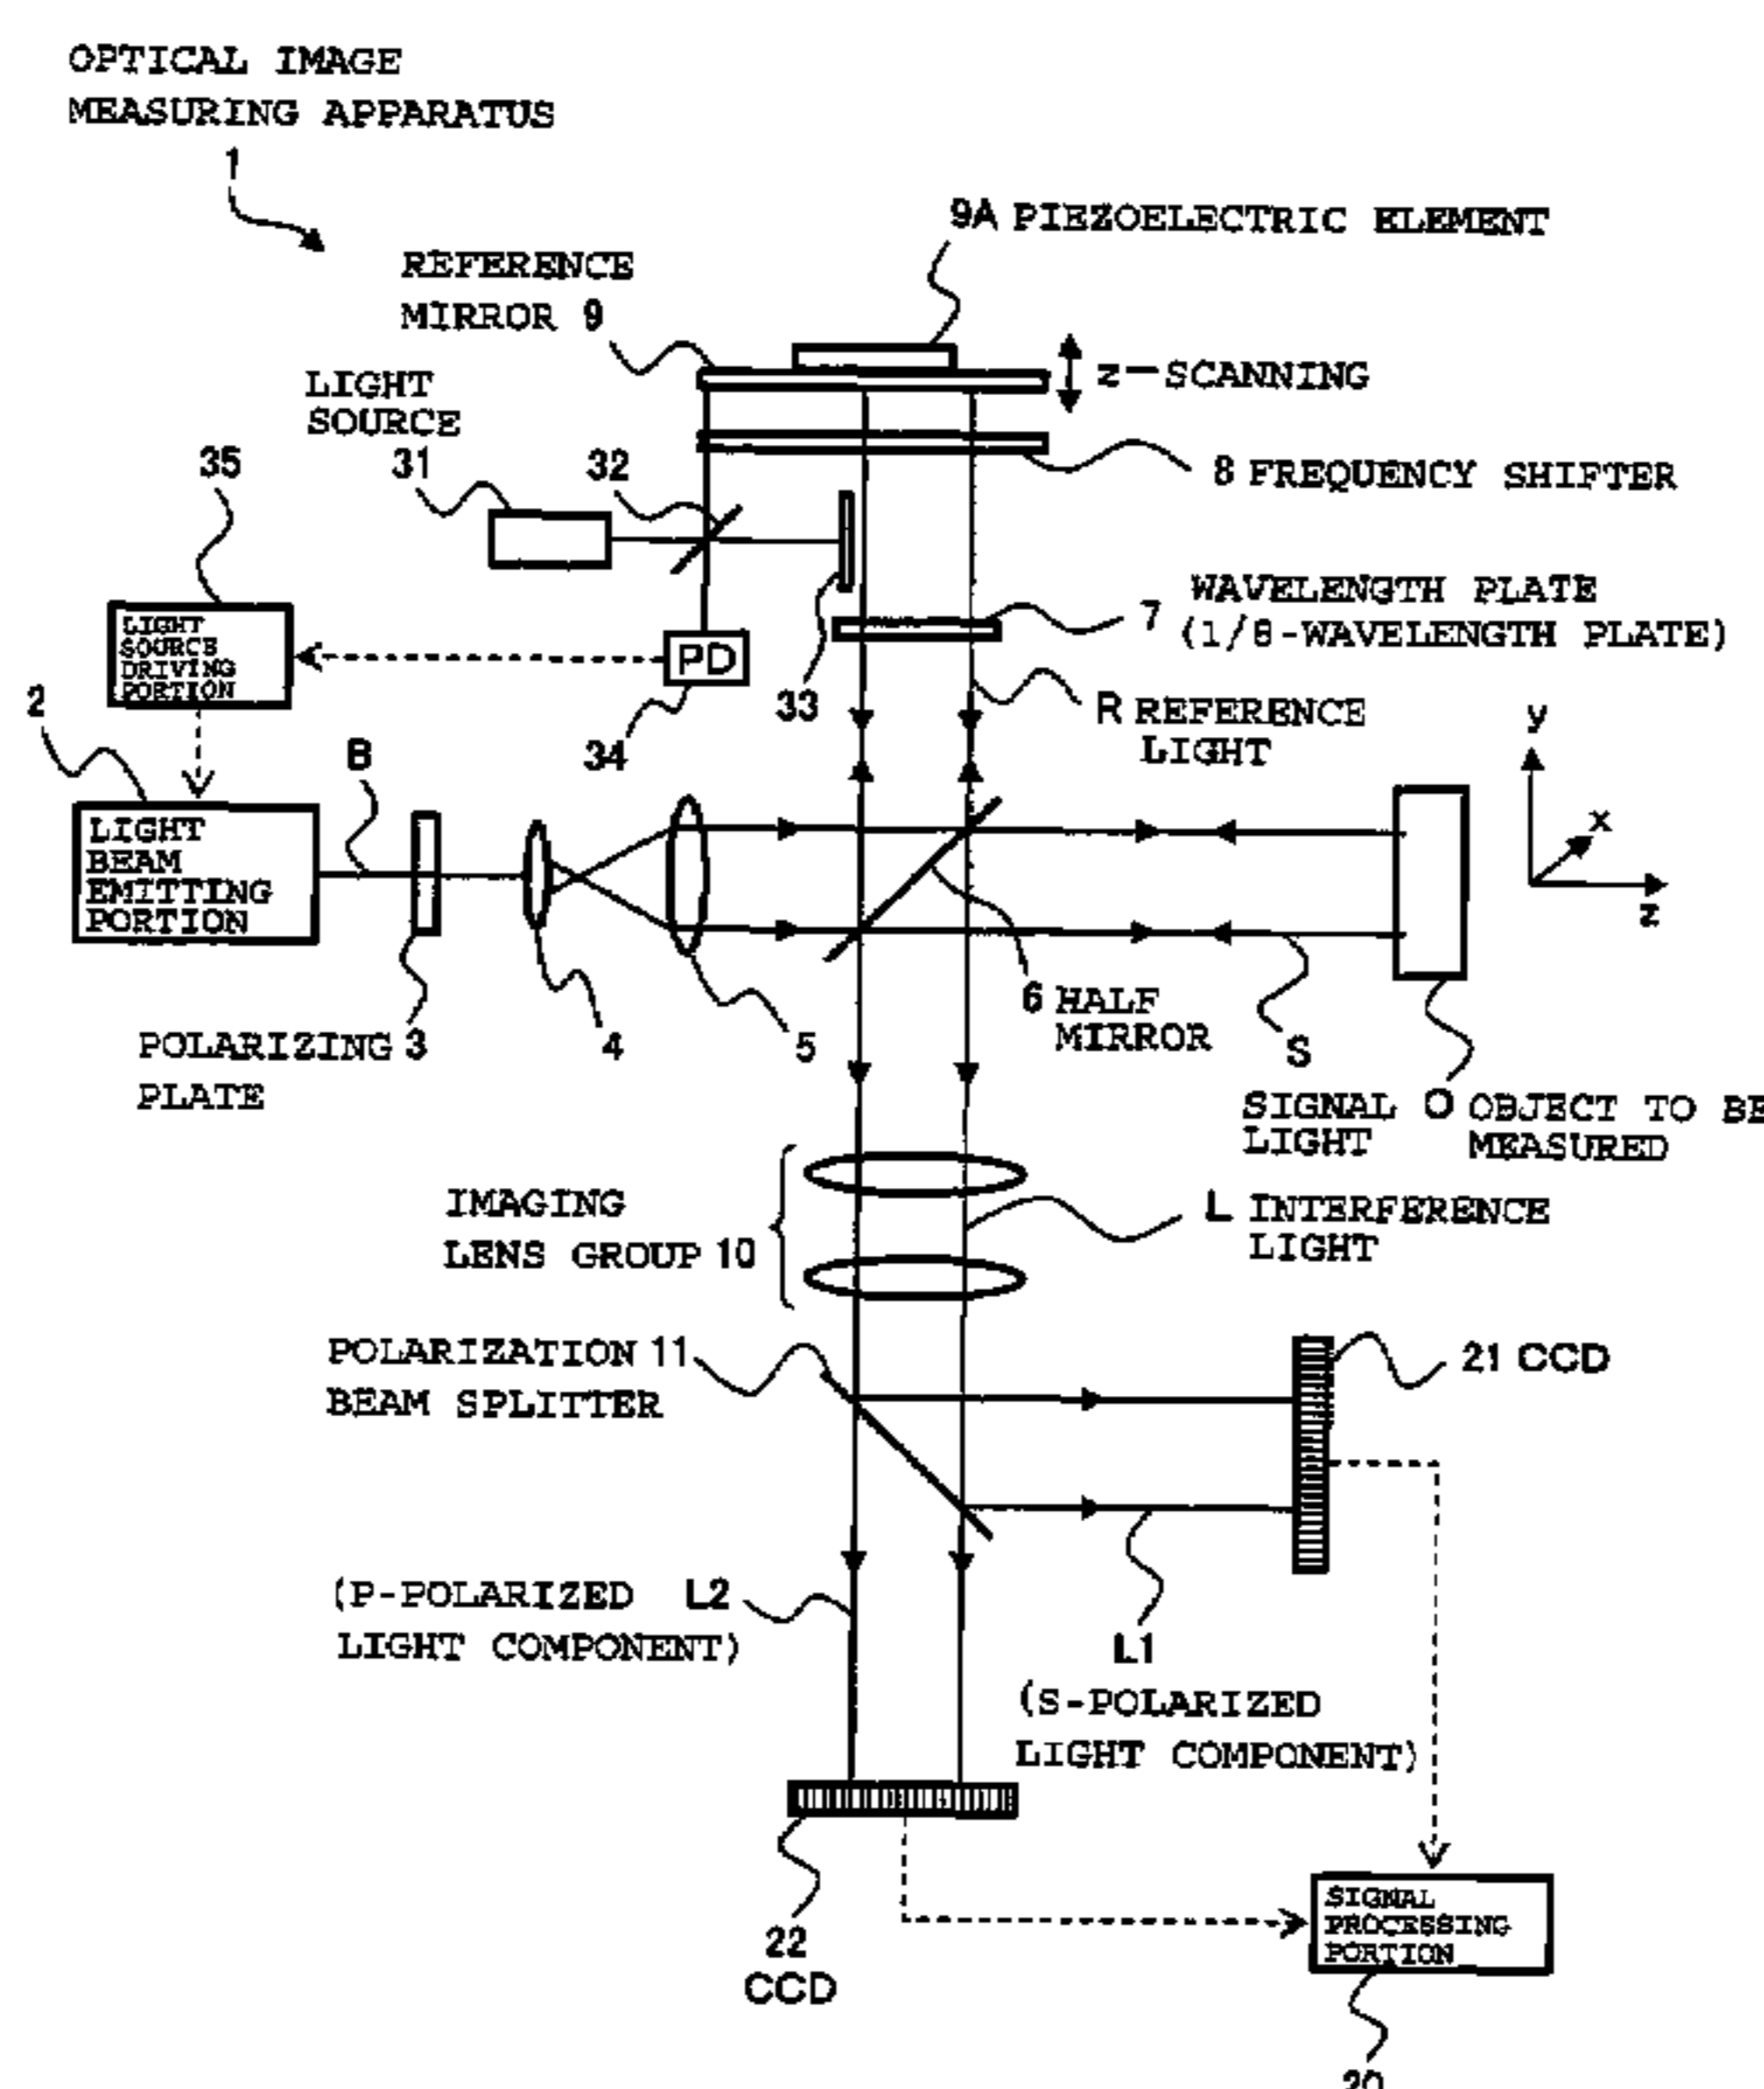 OPTICAL IMAGE
MEASURING APPARATUS
1
9A PIEZOELECTRIC ELEMENT
REFERENCE
MIRROR 9
z-SCANNING
LIGHT
SOURCE
31
32
35
8 FREQUENCY SHIFTER
WAVELENGTH PLATE
7 (1/8-WAVELENGTH PLATE)
LIGHT
SOURCE
DRIVING
PORTION
PD
33
34
R REFERENCE
LIGHT
2
B
y
x
z
LIGHT
BEAM
EMITTING
PORTION
POLARIZING 3
PLATE
4
5
6 HALF
MIRROR
S
SIGNAL
LIGHT
O OBJECT TO BE
MEASURED
IMAGING
LENS GROUP 10
L INTERFERENCE
LIGHT
POLARIZATION 11
BEAM SPLITTER
21 CCD
(P-POLARIZED L2
LIGHT COMPONENT)
L1
(S-POLARIZED
LIGHT COMPONENT)
22
CCD
SIGNAL
PROCESSING
PORTION
20